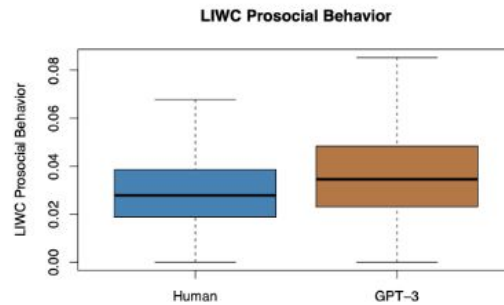 LIWC Prosocial Behavior
LIWC Prosocial Behavior
0.08
0.06
0.04
0.02
0.00
Human
GPT-3